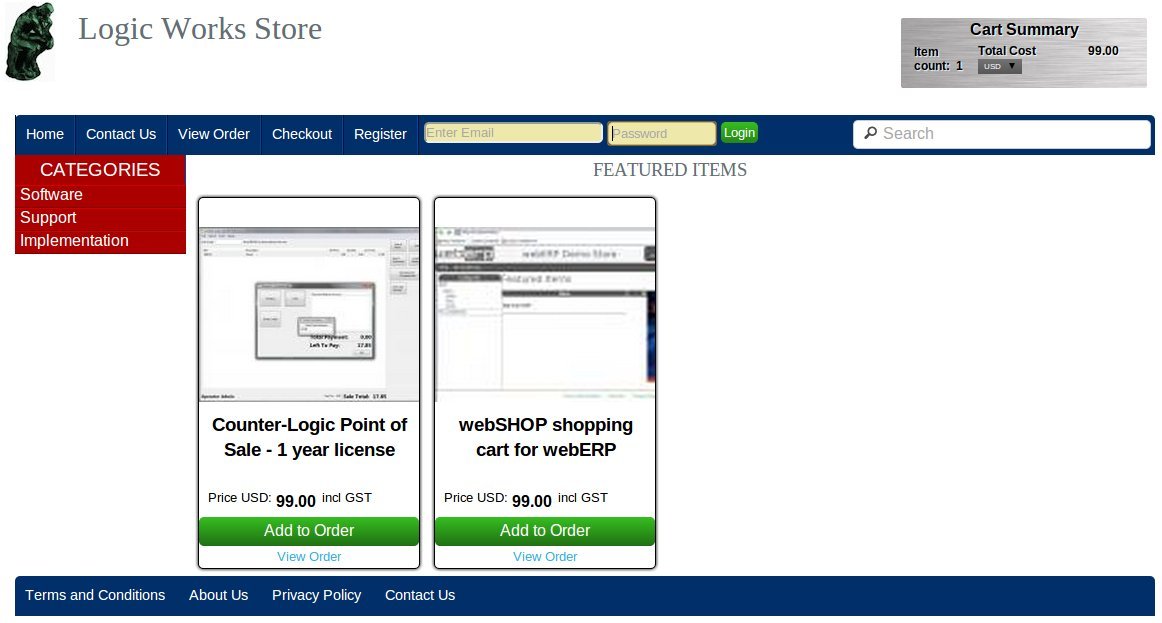 Logic Works Store
Cart Summary
Item count: 1
Total Cost 99.00
USD ▼
Home Contact Us View Order Checkout Register Enter Email Password Login Search
CATEGORIES
Software
Support
Implementation
FEATURED ITEMS
Total Payment: 0.00
Left To Pay: 17.85
Sale Total: 17.85
webERP Demo Store
Featured Items
Counter-Logic Point of
Sale - 1 year license
Price USD: 99.00 incl GST
Add to Order
View Order
webSHOP shopping
cart for webERP
Price USD: 99.00 incl GST
Add to Order
View Order
Terms and Conditions About Us Privacy Policy Contact Us